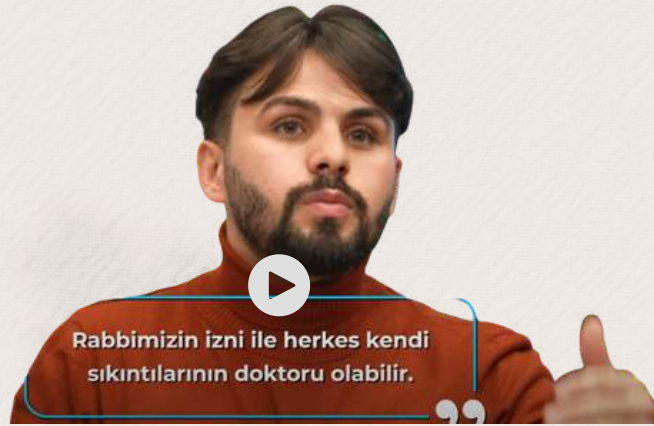 Rabbimizin izni ile herkes kendi
sıkıntılarının doktoru olabilir.